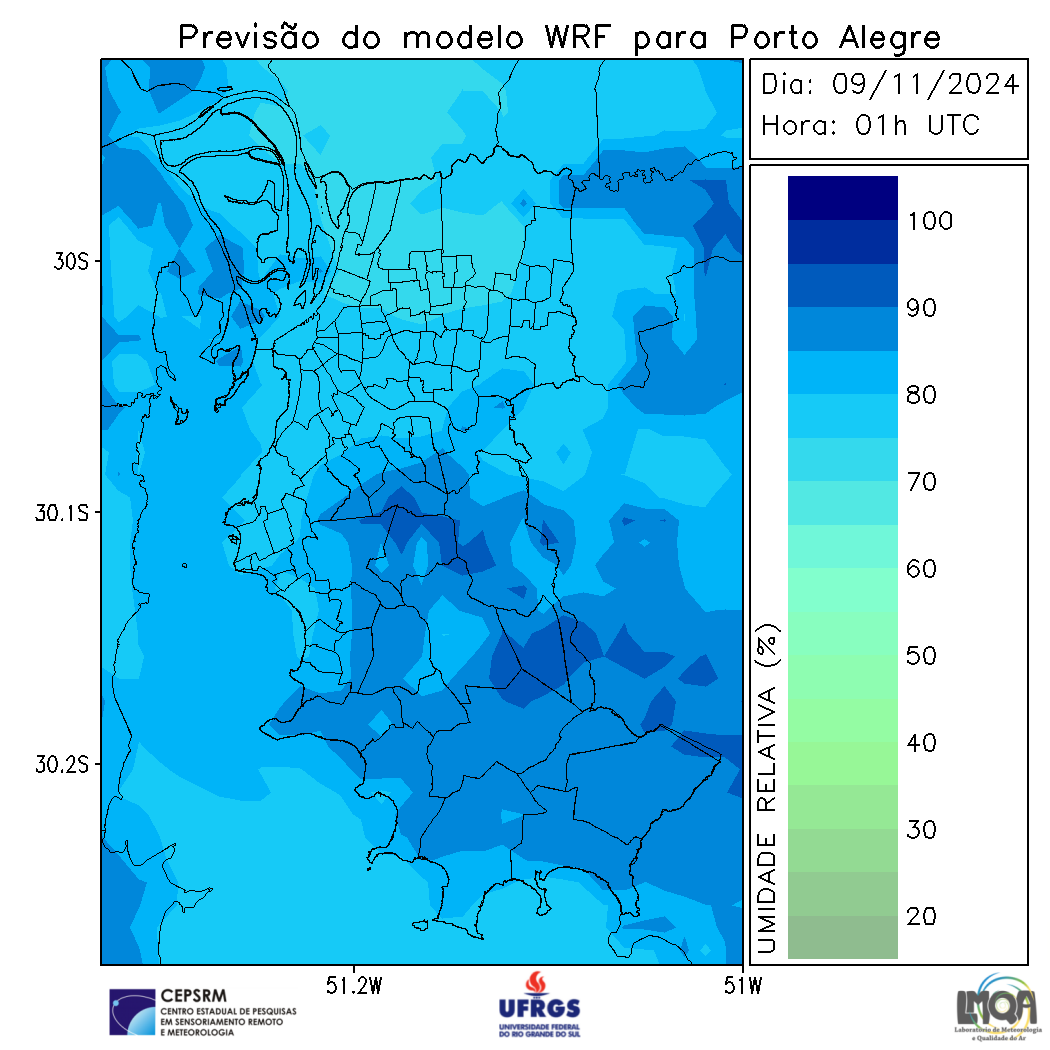 Previsão do modelo WRF para Porto Alegre
Dia: 09/11/2024
Hora: 01h UTC
100
90
80
70
60
50
40
30
20
UMIDADE RELATIVA (%)
30S
30.1S
30.2S
51.2W
51W
CEPSRM
CENTRO ESTADUAL DE PESQUISAS
EM SENSORIAMENTO REMOTO
E METEOROLOGIA
UFRGS
UNIVERSIDADE FEDERAL
DO RIO GRANDE DO SUL
LMQA
Laboratório de Meteorologia
e Qualidade do Ar